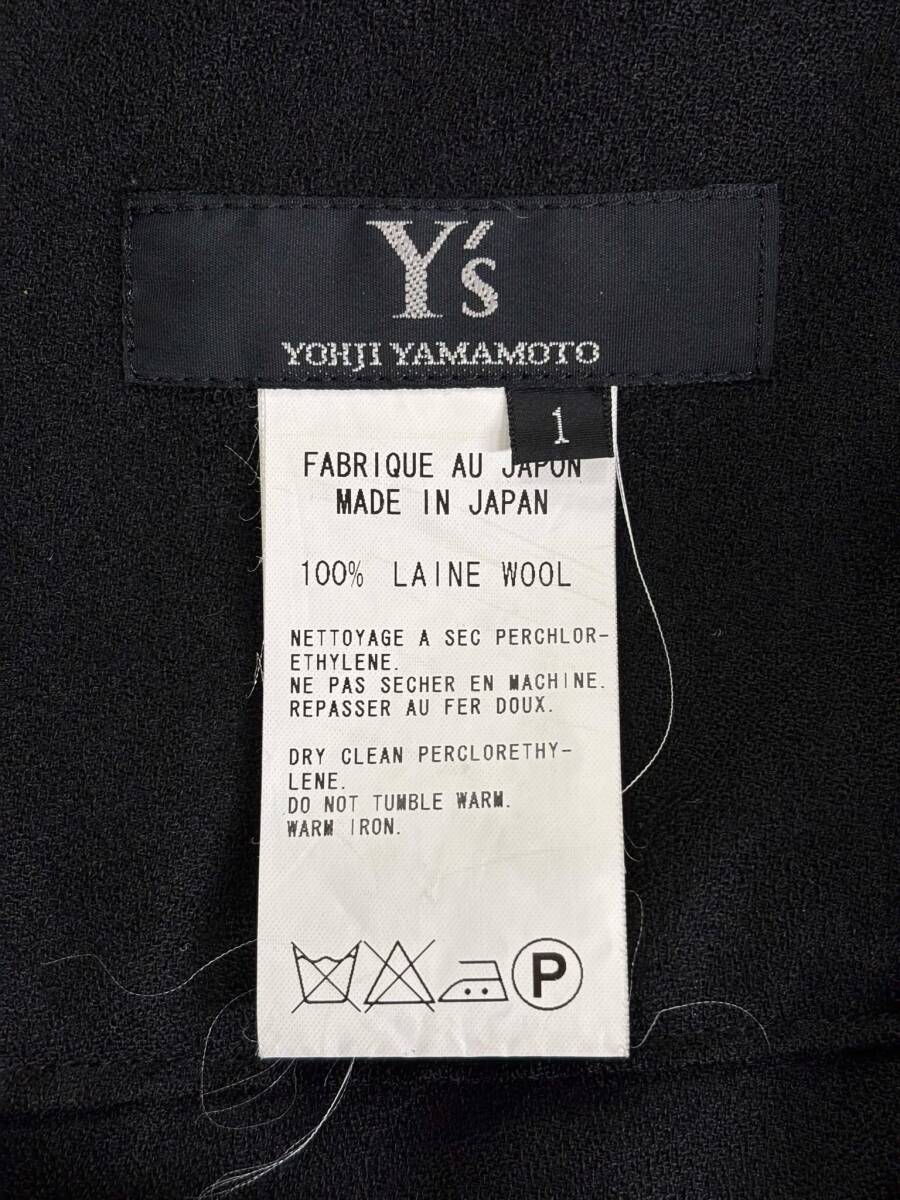 Y's
YOHJI YAMAMOTO
1
FABRIQUE AU JAPON
MADE IN JAPAN
100% LAINE WOOL
NETTOYAGE A SEC PERCHLOR-
ETHYLENE.
NE PAS SECHER EN MACHINE.
REPASSER AU FER DOUX.
DRY CLEAN PERCLORETHY-
LENE.
DO NOT TUMBLE WARM.
WARM IRON.
P